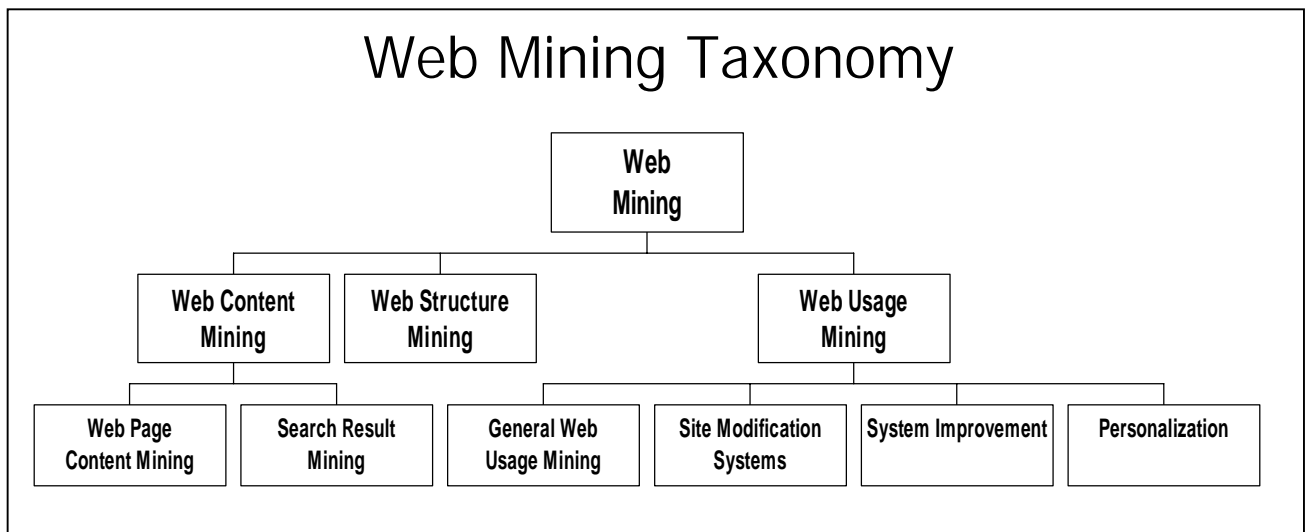 Web Mining Taxonomy
Web
Mining
Web Content
Mining
Web Structure
Mining
Web Usage
Mining
Web Page
Content Mining
Search Result
Mining
General Web
Usage Mining
Site Modification
Systems
System Improvement
Personalization